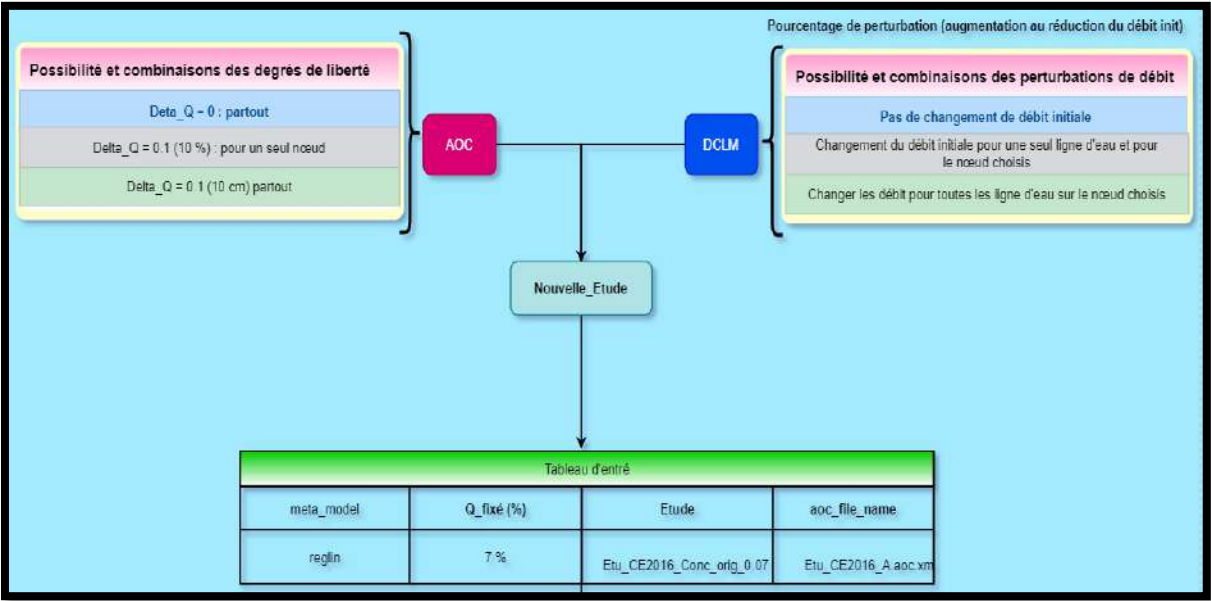 Pourcentage de perturbation (augmentation au réduction du débit init)
Possibilité et combinaisons des degrés de liberté
Deta_Q = 0 : partout
Delta_Q = 0.1 (10 %) : pour un seul nœud
Delta_Q = 0.1 (10 cm) partout
AOC
DCLM
Possibilité et combinaisons des perturbations de débit
Pas de changement de débit initiale
Changement du débit initiale pour une seul ligne d'eau et pour
le nœud choisis
Changer les débit pour toutes les ligne d'eau sur le nœud choisis
Nouvelle_Etude
Tableau d'entré
meta_model Q_fixé (%) Etude aoc_file_name
reglin 7 % Etu_CE2016_Conc_orig_0.07 Etu_CE2016_A.aoc.xm